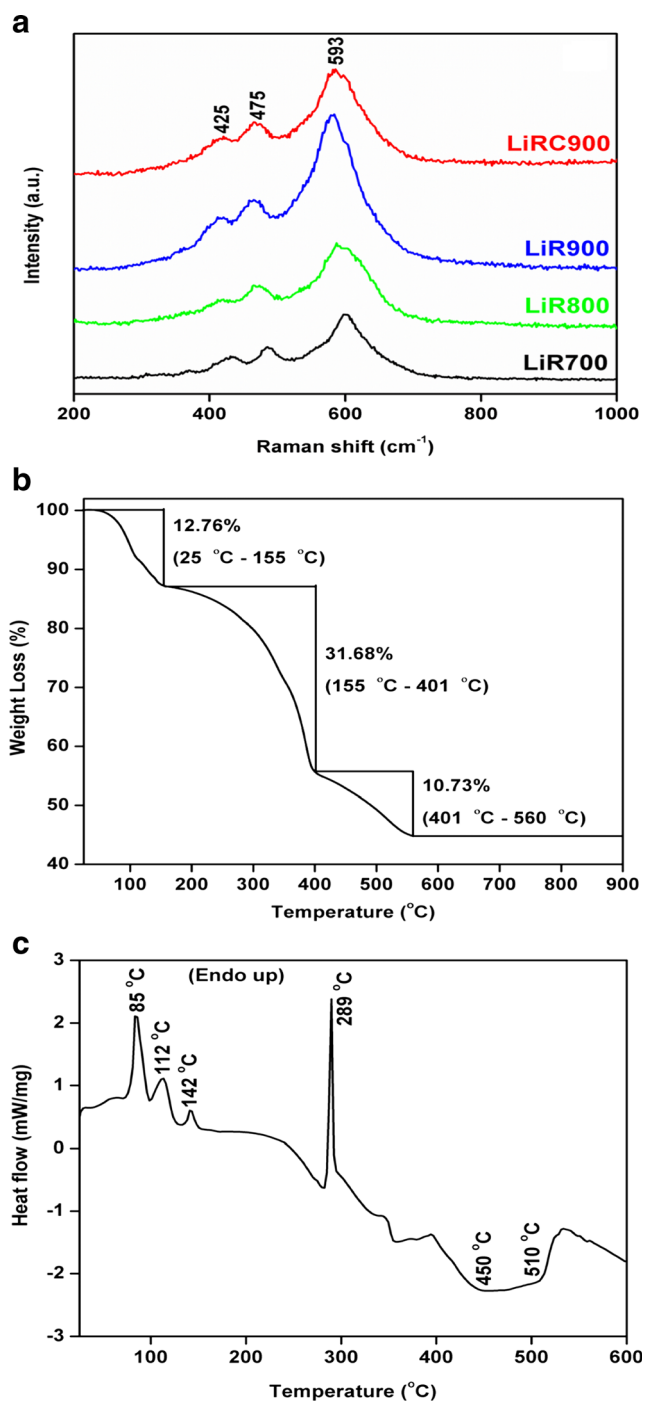 a
425
475
593
LiRC900
LiR900
LiR800
LiR700
Intensity (a.u.)
200
400
600
800
1000
Raman shift (cm⁻¹)
b
100
90
80
70
60
50
40
12.76%
(25 °C - 155 °C)
31.68%
(155 °C - 401 °C)
10.73%
(401 °C - 560 °C)
Weight Loss (%)
100 200 300 400 500 600 700 800 900
Temperature (°C)
c
3
2
1
0
-1
-2
-3
(Endo up)
85 °C
112 °C
142 °C
289 °C
450 °C
510 °C
Heat flow (mW/mg)
100 200 300 400 500 600
Temperature (°C)